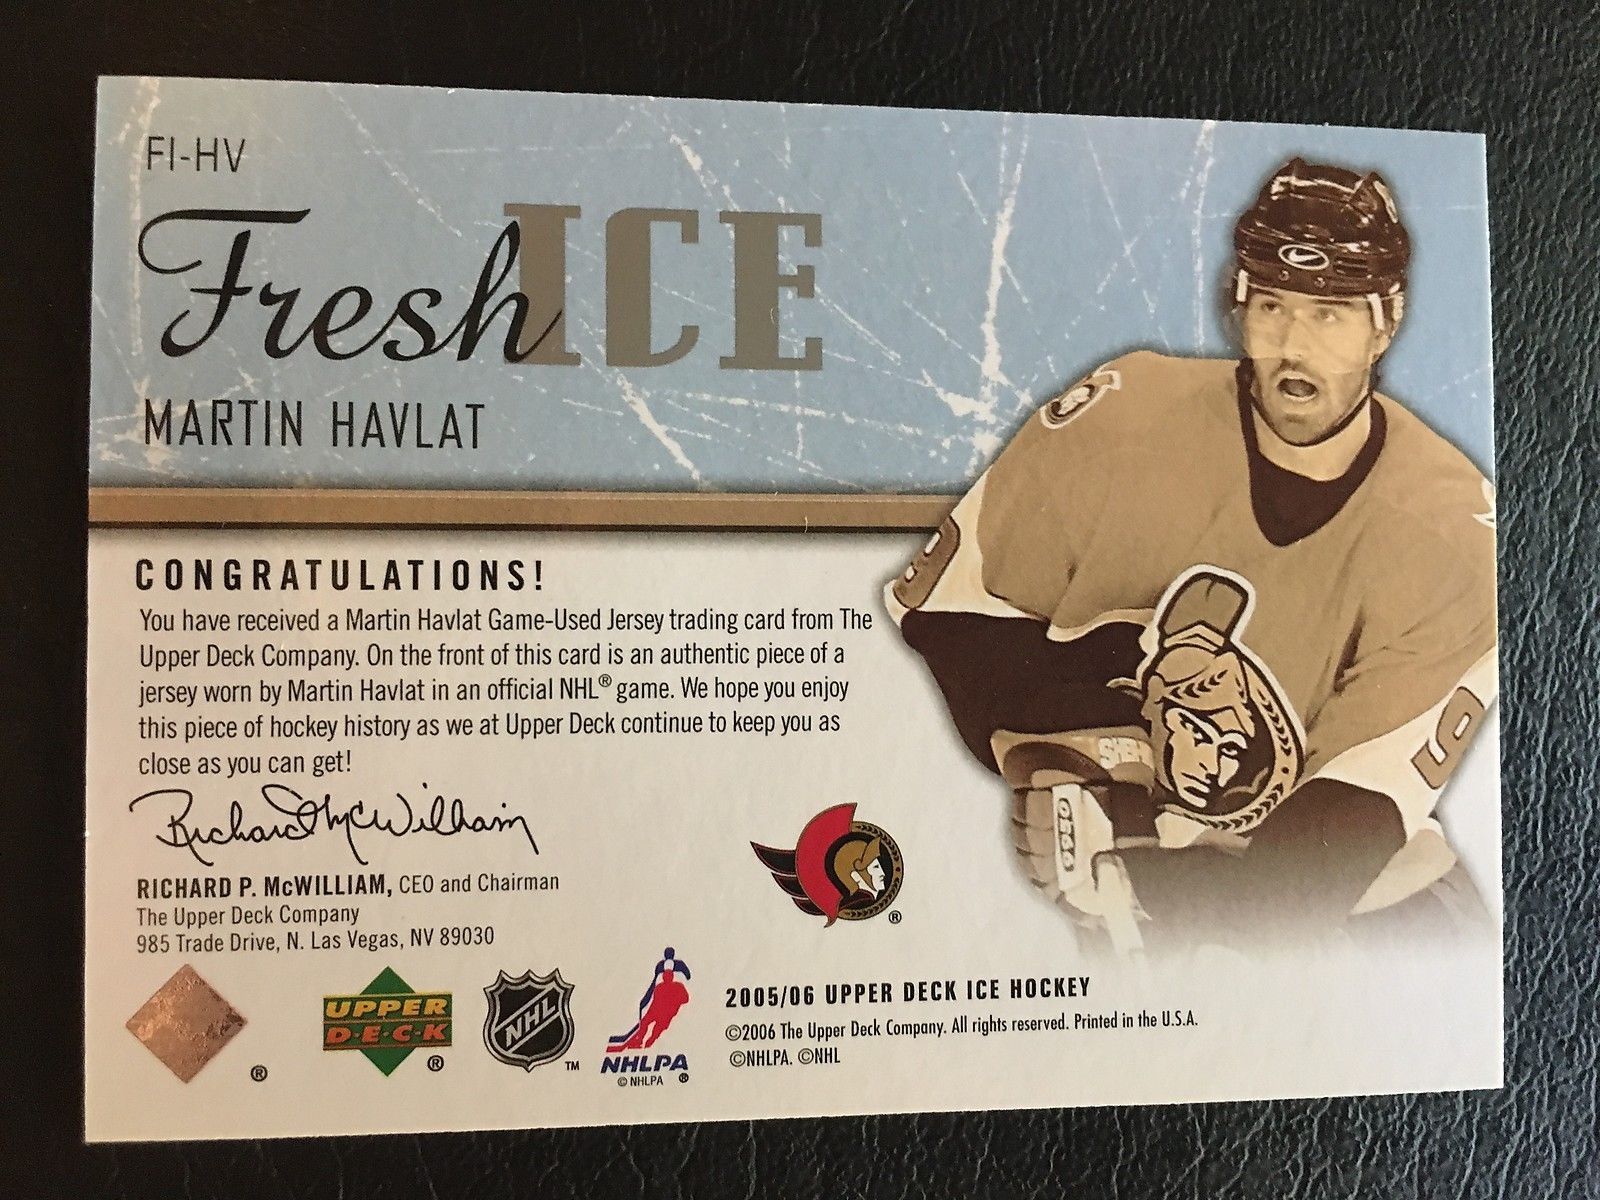 FI-HV
Fresh ICE
MARTIN HAVLAT
CONGRATULATIONS!
You have received a Martin Havlat Game-Used Jersey trading card from The
Upper Deck Company. On the front of this card is an authentic piece of a
jersey worn by Martin Havlat in an official NHL® game. We hope you enjoy
this piece of hockey history as we at Upper Deck continue to keep you as
close as you can get!
Richard P. McWilliam
RICHARD P. McWILLIAM, CEO and Chairman
The Upper Deck Company
985 Trade Drive, N. Las Vegas, NV 89030
®
UPPER
D·E·C·K
®
NHL
™
NHLPA
© NHLPA ®
®
2005/06 UPPER DECK ICE HOCKEY
©2006 The Upper Deck Company. All rights reserved. Printed in the U.S.A.
©NHLPA. ©NHL
9